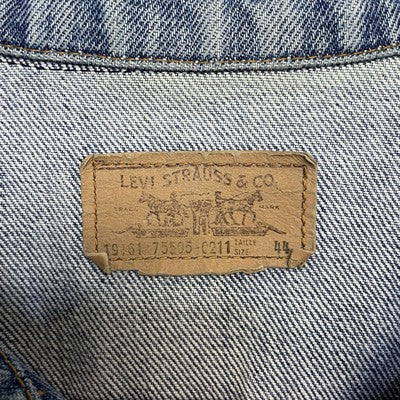 LEVI STRAUSS & CO.
TRADE MARK
19761 75505-0211 TAILLE SIZE 44